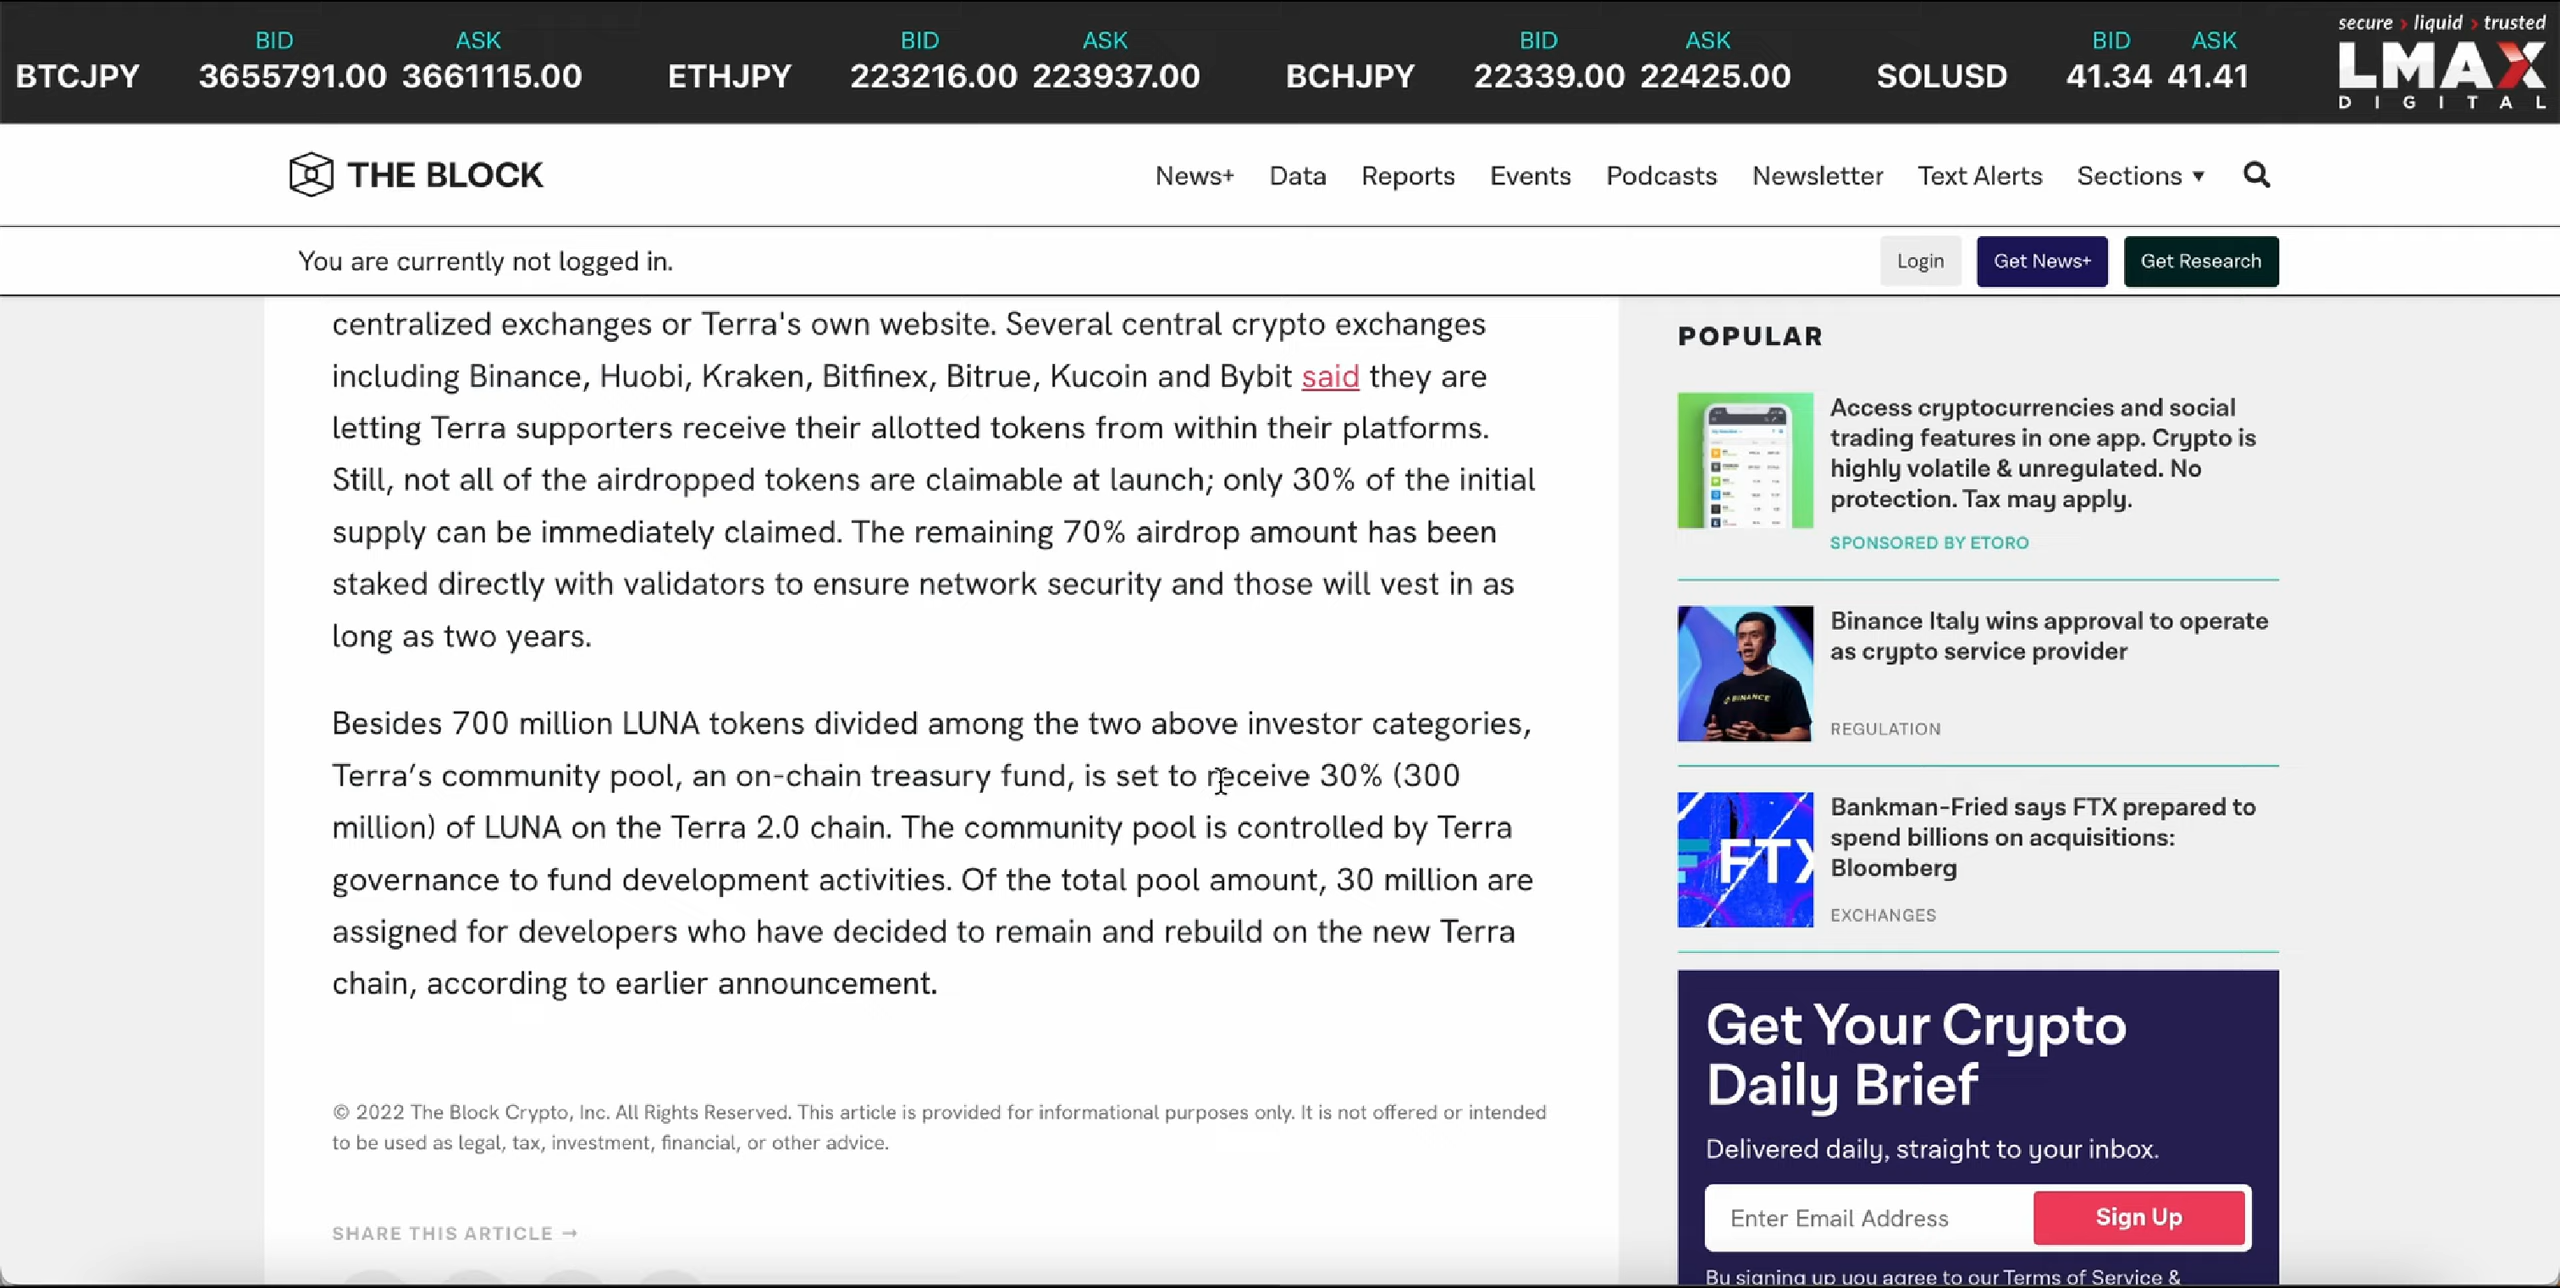 BID ASK BID ASK BID ASK BID ASK secure › liquid › trusted
BTCJPY 3655791.00 3661115.00 ETHJPY 223216.00 223937.00 BCHJPY 22339.00 22425.00 SOLUSD 41.34 41.41 LMAX
DIGITAL
THE BLOCK News+ Data Reports Events Podcasts Newsletter Text Alerts Sections ▼
You are currently not logged in. Login Get News+ Get Research
centralized exchanges or Terra's own website. Several central crypto exchanges
including Binance, Huobi, Kraken, Bitfinex, Bitrue, Kucoin and Bybit said they are
letting Terra supporters receive their allotted tokens from within their platforms.
Still, not all of the airdropped tokens are claimable at launch; only 30% of the initial
supply can be immediately claimed. The remaining 70% airdrop amount has been
staked directly with validators to ensure network security and those will vest in as
long as two years.
Besides 700 million LUNA tokens divided among the two above investor categories,
Terra’s community pool, an on-chain treasury fund, is set to receive 30% (300
million) of LUNA on the Terra 2.0 chain. The community pool is controlled by Terra
governance to fund development activities. Of the total pool amount, 30 million are
assigned for developers who have decided to remain and rebuild on the new Terra
chain, according to earlier announcement.
© 2022 The Block Crypto, Inc. All Rights Reserved. This article is provided for informational purposes only. It is not offered or intended
to be used as legal, tax, investment, financial, or other advice.
SHARE THIS ARTICLE →
POPULAR
Access cryptocurrencies and social
trading features in one app. Crypto is
highly volatile & unregulated. No
protection. Tax may apply.
SPONSORED BY ETORO
BINANCE
Binance Italy wins approval to operate
as crypto service provider
REGULATION
FTX
Bankman-Fried says FTX prepared to
spend billions on acquisitions:
Bloomberg
EXCHANGES
Get Your Crypto
Daily Brief
Delivered daily, straight to your inbox.
Enter Email Address Sign Up
By signing up you agree to our Terms of Service &